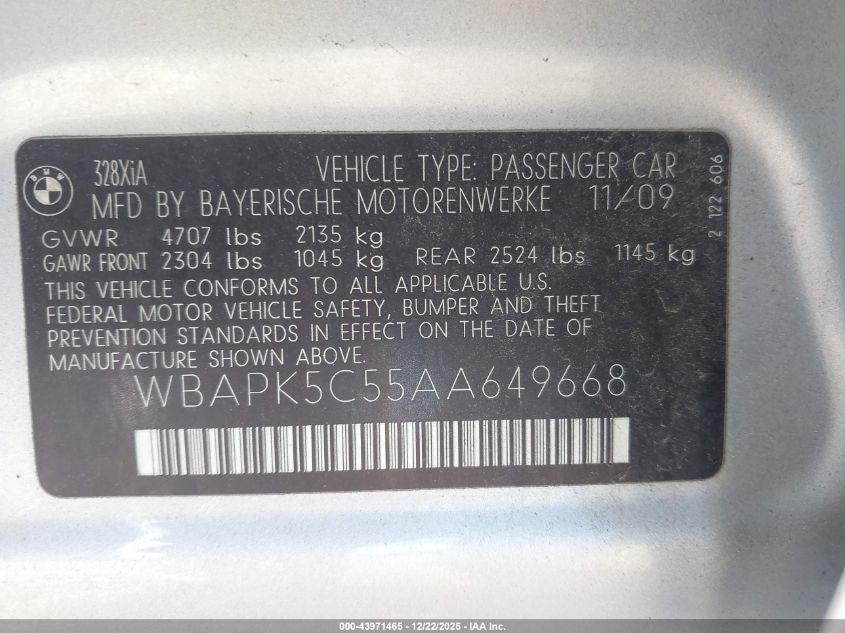 BMW
328XiA VEHICLE TYPE: PASSENGER CAR
MFD BY BAYERISCHE MOTORENWERKE 11/09
GVWR 4707 lbs 2135 kg
GAWR FRONT 2304 lbs 1045 kg REAR 2524 lbs 1145 kg
THIS VEHICLE CONFORMS TO ALL APPLICABLE U.S.
FEDERAL MOTOR VEHICLE SAFETY, BUMPER AND THEFT
PREVENTION STANDARDS IN EFFECT ON THE DATE OF
MANUFACTURE SHOWN ABOVE.
WBAPK5C55AA649668
2 122 606
000-43971465 - 12/22/2025 - IAA Inc.